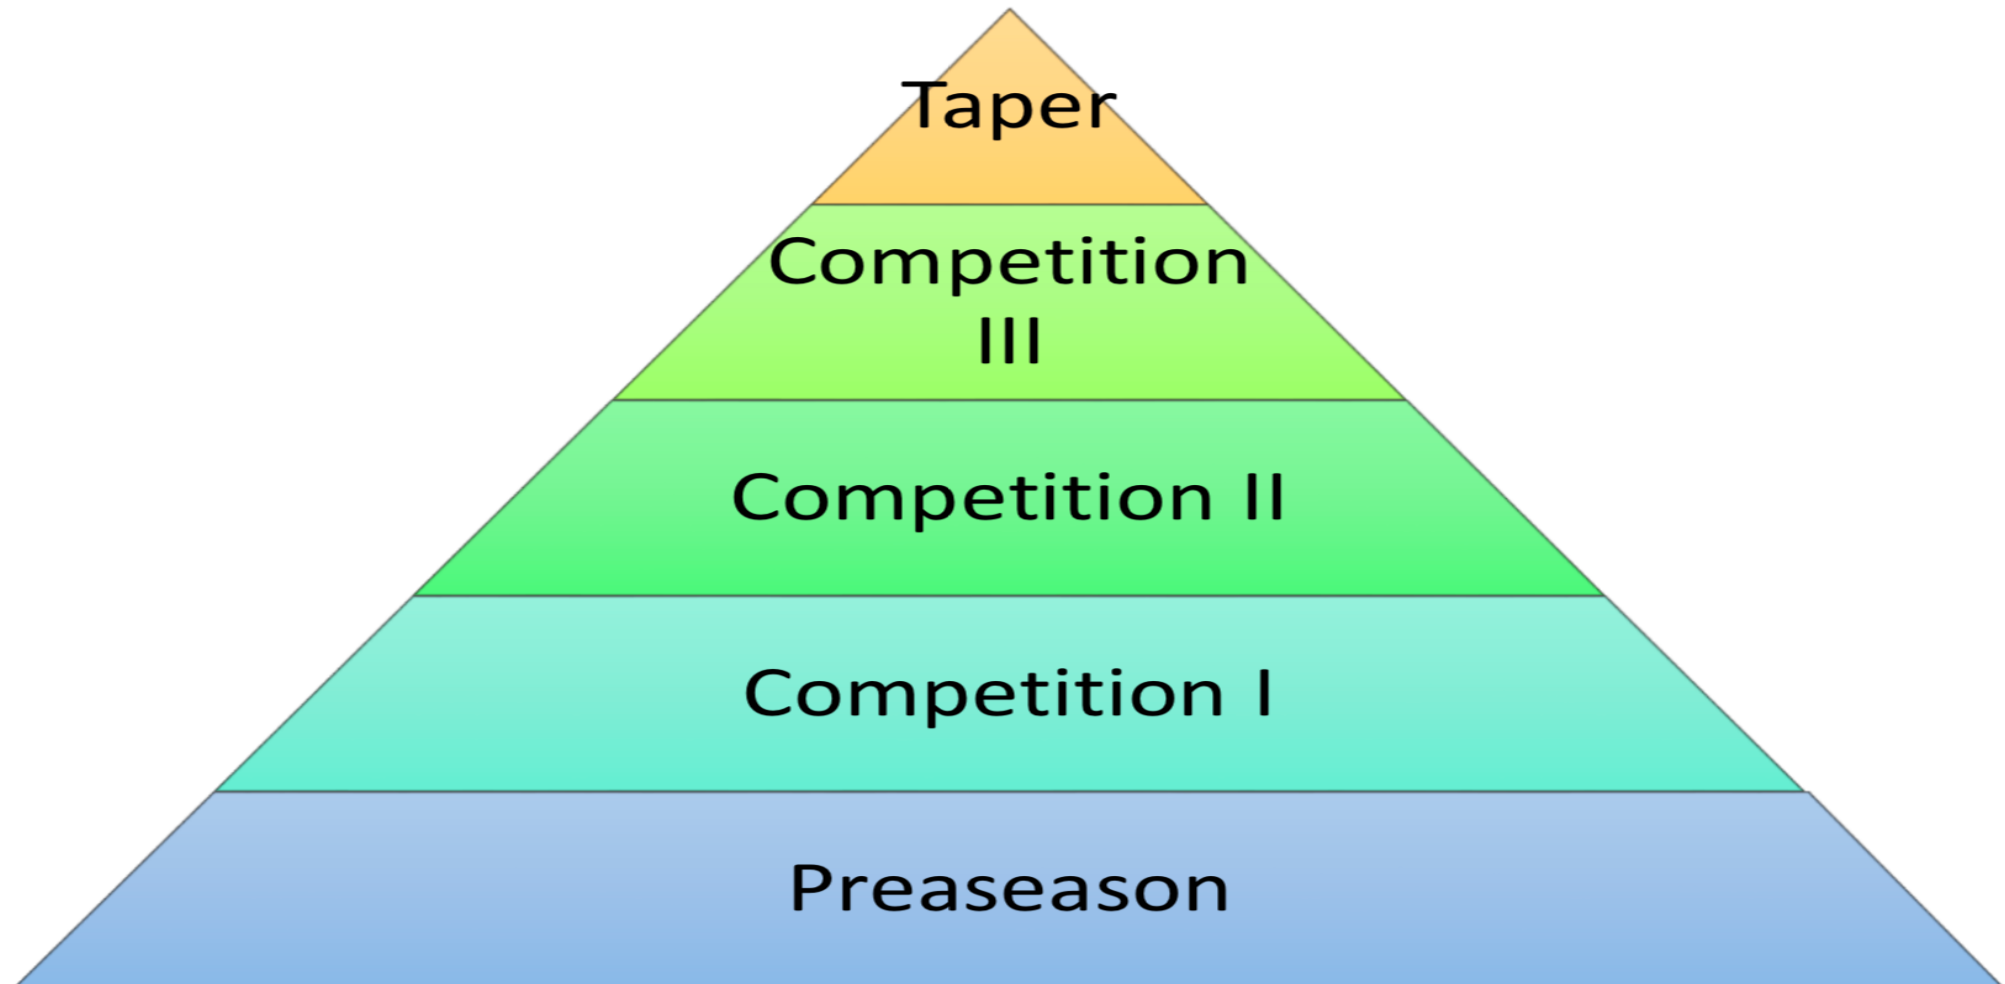 Taper
Competition
III
Competition II
Competition I
Preaseason